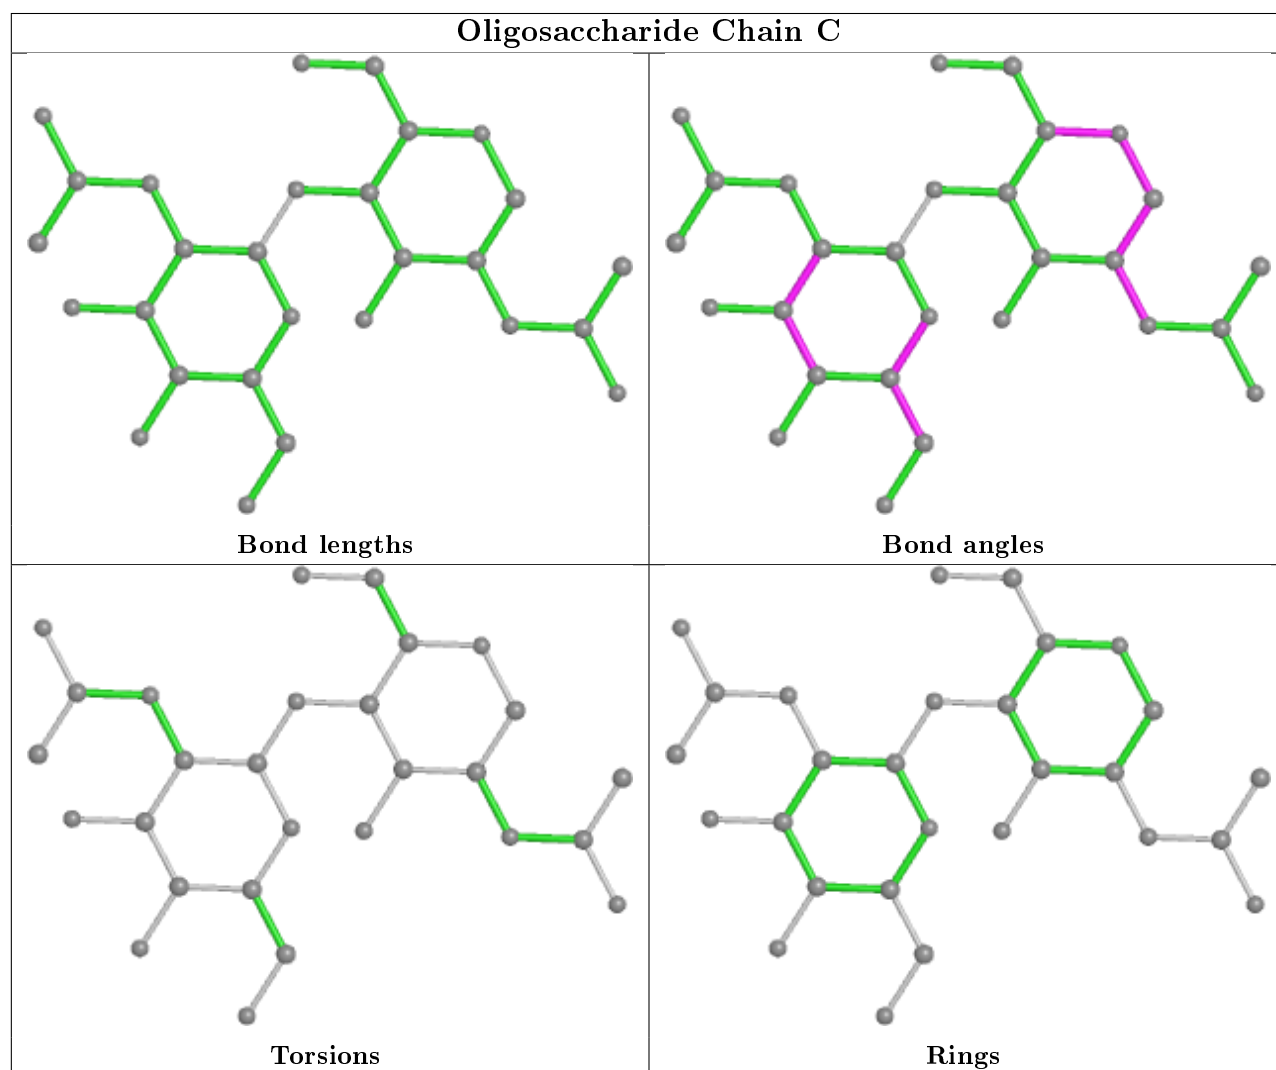 Oligosaccharide Chain C
Bond lengths
Bond angles
Torsions
Rings